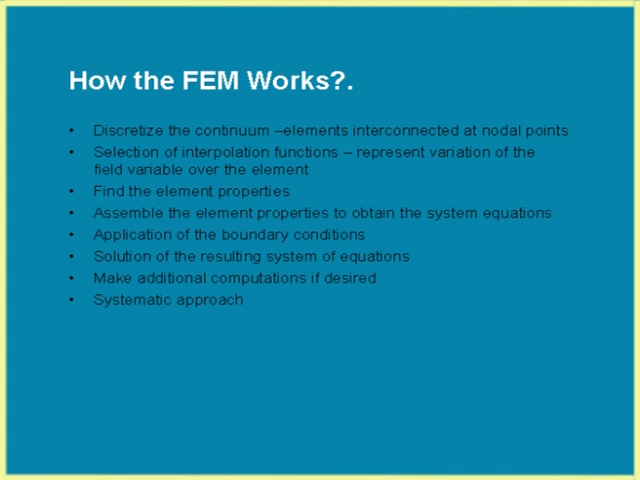 How the FEM Works?.
• Discretize the continuum –elements interconnected at nodal points
• Selection of interpolation functions – represent variation of the
field variable over the element
• Find the element properties
• Assemble the element properties to obtain the system equations
• Application of the boundary conditions
• Solution of the resulting system of equations
• Make additional computations if desired
• Systematic approach